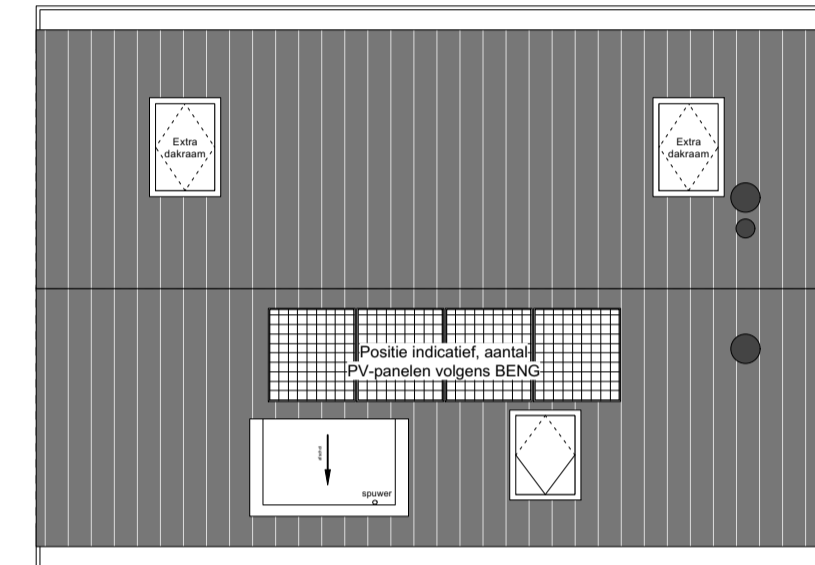 Extra
dakraam
Extra
dakraam
Positie indicatief, aantal
PV-panelen volgens BENG
spuwer